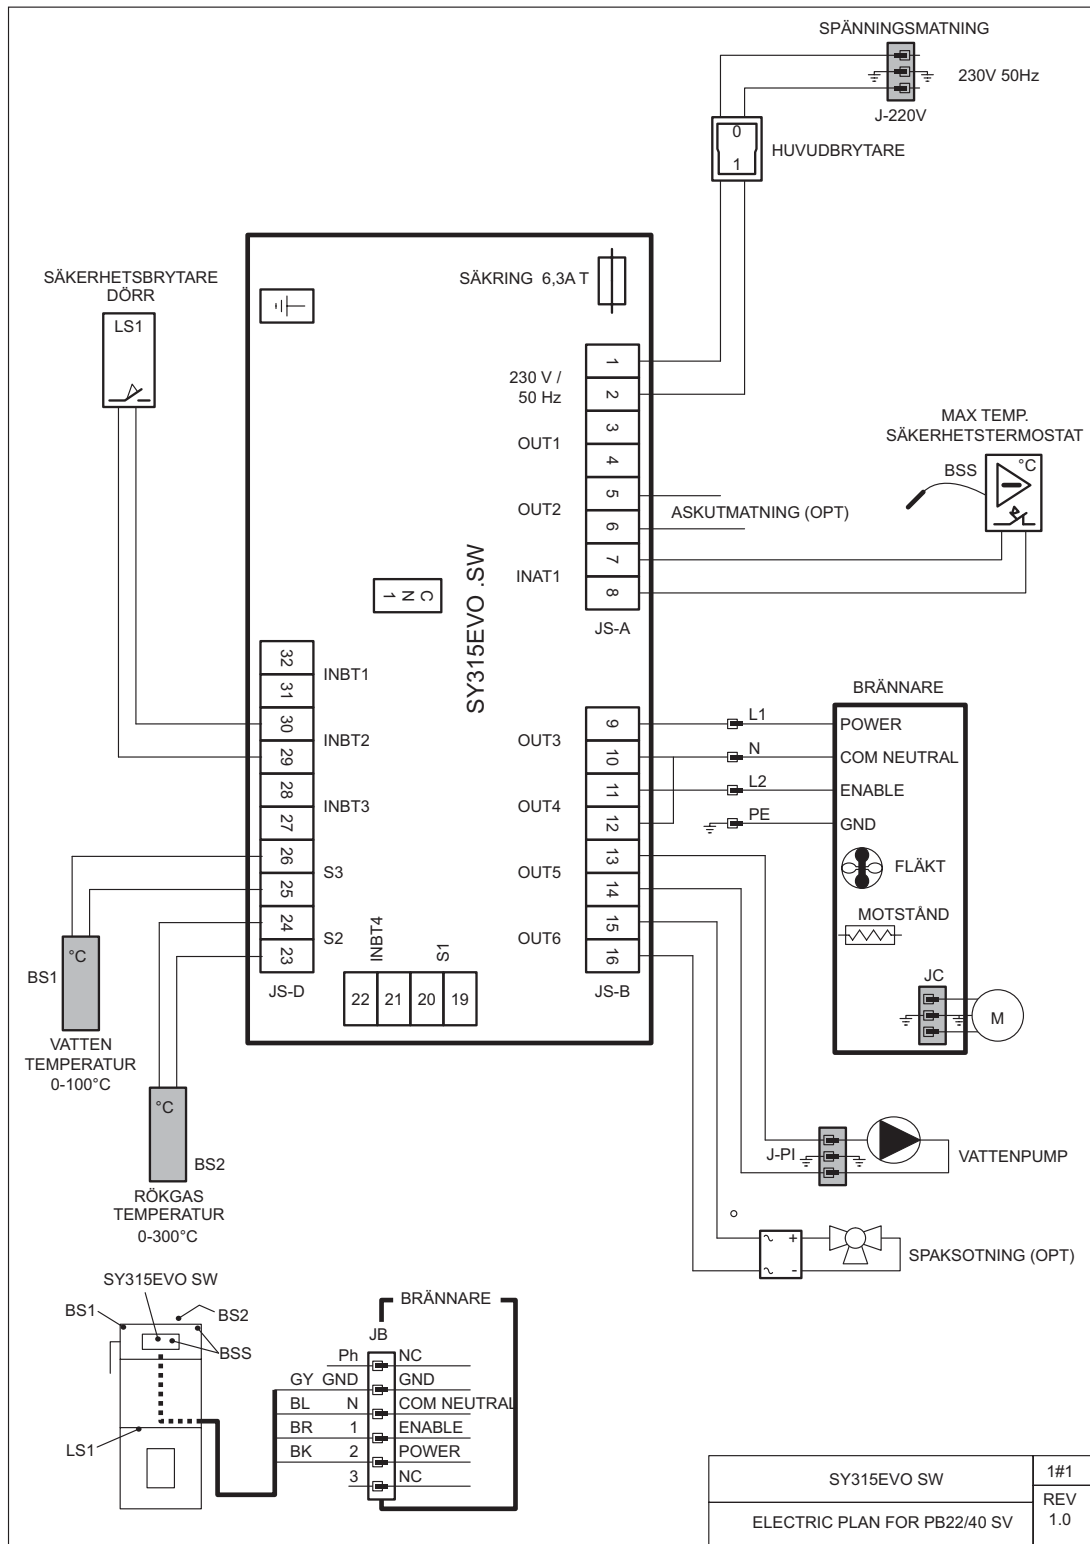 SPÄNNINGSMATNING
230V 50Hz
J-220V
0
1
HUVUDBRYTARE
SÄKERHETSBRYTARE
DÖRR
LS1
SÄKRING 6,3A T
230 V /
50 Hz
OUT1
OUT2
INAT1
1
2
3
4
5
6
7
8
JS-A
ASKUTMATNING (OPT)
MAX TEMP.
SÄKERHETSTERMOSTAT
BSS
°C
SY315EVO .SW
1 N C
32
31
30
29
28
27
26
25
24
23
INBT1
INBT2
INBT3
S3
S2
JS-D
INBT4
S1
22
21
20
19
OUT3
OUT4
OUT5
OUT6
9
10
11
12
13
14
15
16
JS-B
L1
N
L2
PE
BRÄNNARE
POWER
COM NEUTRAL
ENABLE
GND
FLÄKT
MOTSTÅND
JC
M
°C
BS1
VATTEN
TEMPERATUR
0-100°C
°C
BS2
RÖKGAS
TEMPERATUR
0-300°C
J-PI
VATTENPUMP
+
-
SPAKSOTNING (OPT)
SY315EVO SW
BS1
BS2
BSS
LS1
BRÄNNARE
JB
Ph NC
GY GND GND
BL N COM NEUTRAL
BR 1 ENABLE
BK 2 POWER
3 NC
SY315EVO SW
1#1
ELECTRIC PLAN FOR PB22/40 SV
REV
1.0